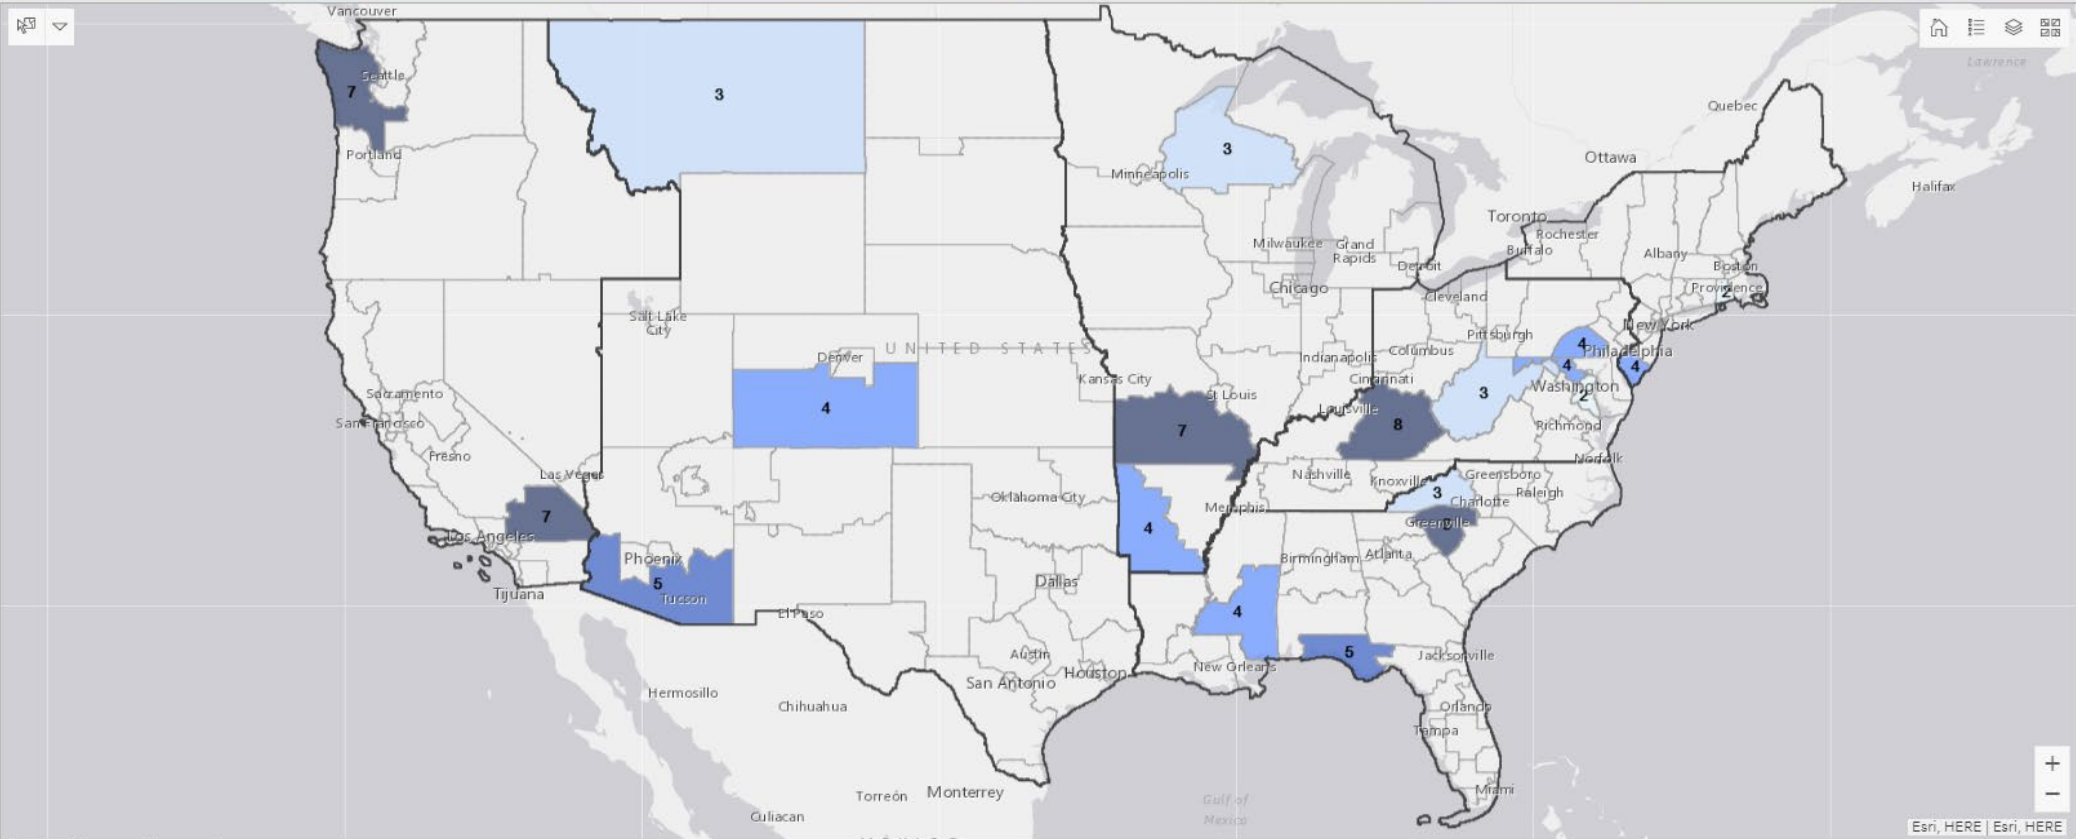 Vancouver
Lawrence
3
Seattle
7
Quebec
3
Portland
Ottawa
Minneapolis
Halifax
Toronto
Rochester
Milwaukee
Grand
Rapids
Buffalo
Albany
Detroit
Boston
Chicago
Providence
2
Cleveland
Salt Lake
City
New York
Pittsburgh
4
UNITED STATES
Denver
Indianapolis
Columbus
Philadelphia
4
4
Kansas City
Cincinnati
Washington
Sacramento
St Louis
3
2
4
Louisville
San Francisco
7
8
Richmond
Fresno
Norfolk
Las Vegas
Nashville
Knoxville
Greensboro
Oklahoma City
3
Charlotte
Raleigh
Memphis
7
Greenville
4
Los Angeles
Phoenix
Birmingham
Atlanta
5
Dallas
Tijuana
Tucson
El Paso
4
Austin
5
Jacksonville
New Orleans
Houston
San Antonio
Hermosillo
Chihuahua
Orlando
Tampa
Miami
Torreón
Monterrey
Gulf of
Mexico
Culiacan
+
−
Esri, HERE | Esri, HERE